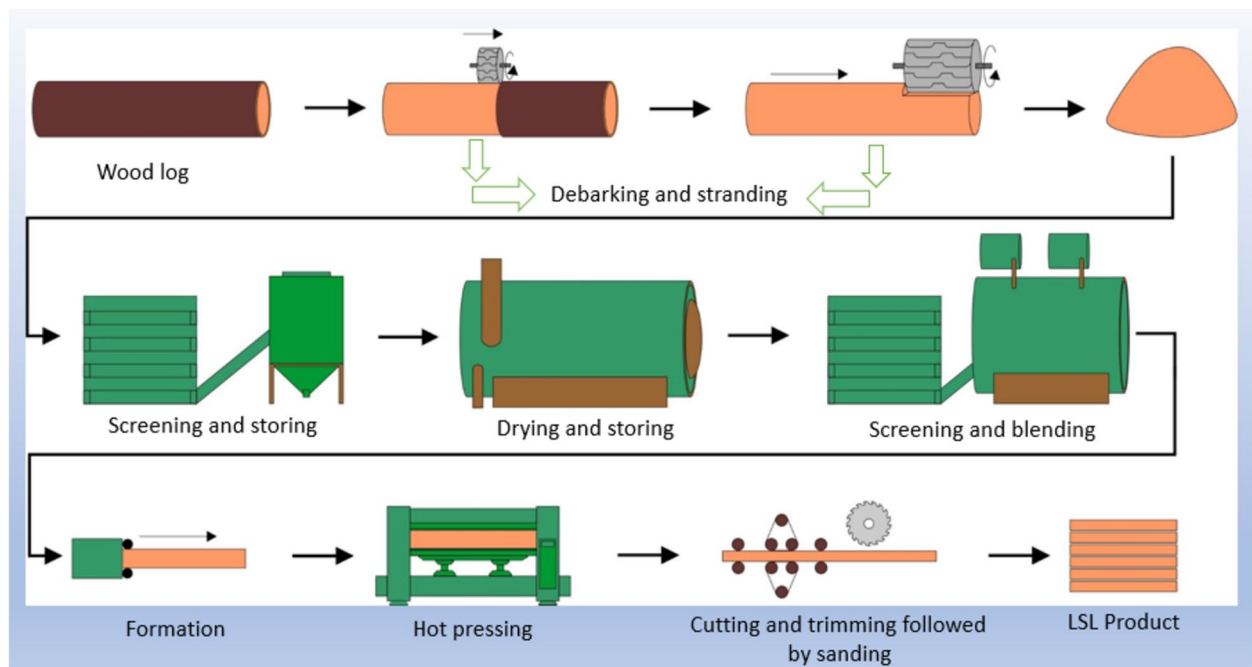 Wood log
Debarking and stranding
Screening and storing
Drying and storing
Screening and blending
Formation
Hot pressing
Cutting and trimming followed
by sanding
LSL Product